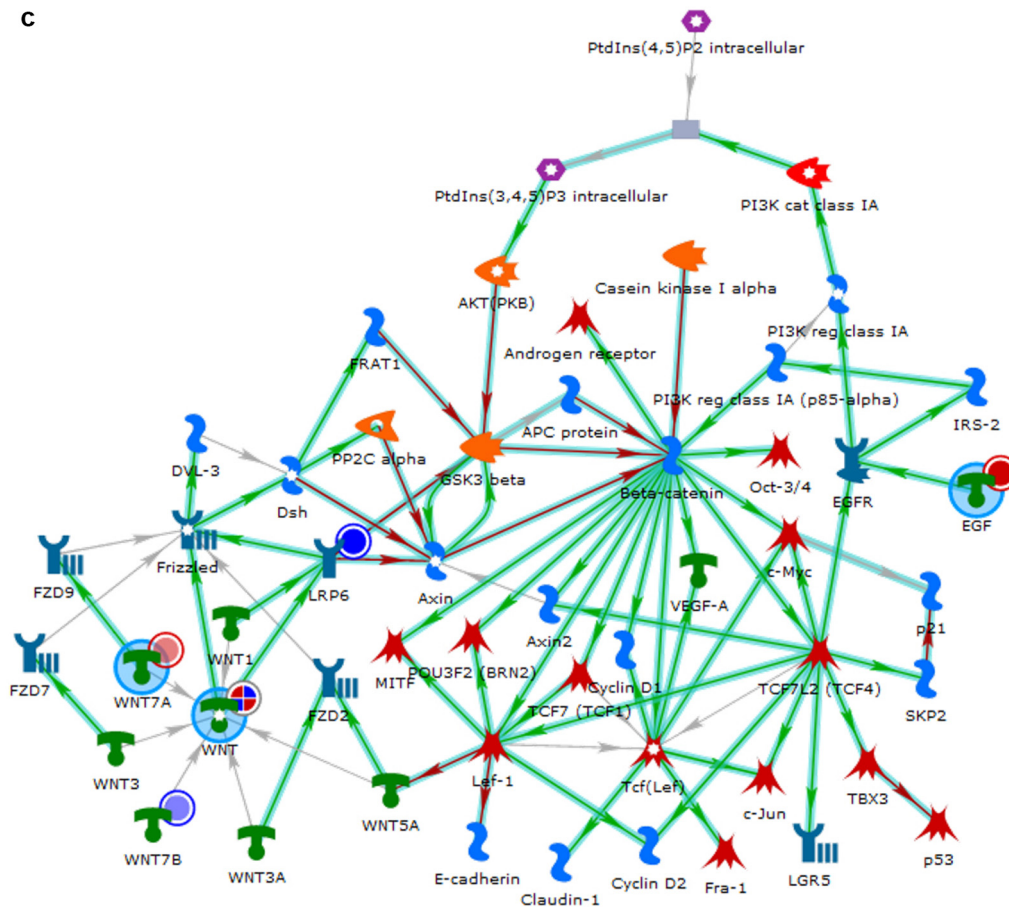 c
PtdIns(4,5)P2 intracellular
PtdIns(3,4,5)P3 intracellular
PI3K cat class IA
AKT(PKB)
Casein kinase I alpha
PI3K reg class IA
FRAT1
Androgen receptor
PI3K reg class IA (p85-alpha)
IRS-2
APC protein
PP2C alpha
DVL-3
GSK3 beta
Beta-catenin
Oct-3/4
EGFR
EGF
Dsh
Frizzled
FZD9
LRP6
Axin
VEGF-A
c-Myc
p21
WNT1
Axin2
MITF
POU3F2 (BRN2)
Cyclin D1
TCF7L2 (TCF4)
FZD7
WNT7A
FZD2
TCF7 (TCF1)
SKP2
WNT
WNT3
Lef-1
Tcf(Lef)
WNT5A
c-Jun
TBX3
WNT7B
WNT3A
E-cadherin
Claudin-1
Cyclin D2
Fra-1
LGR5
p53